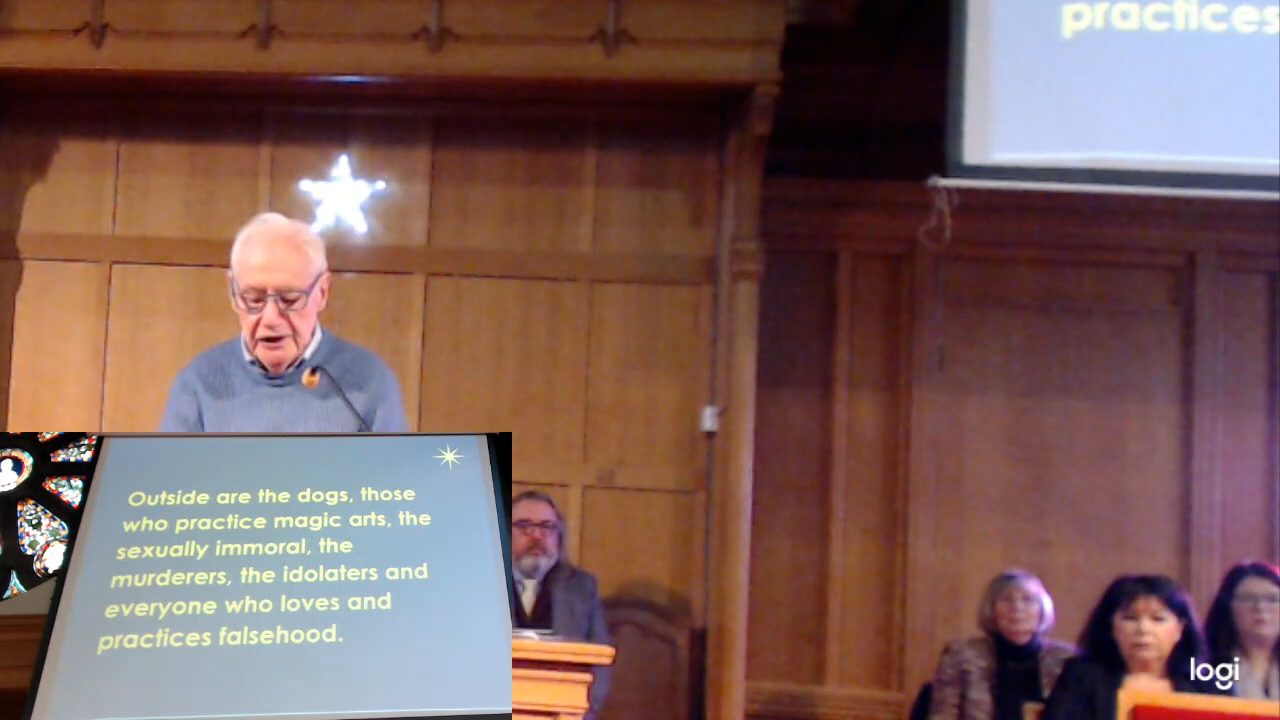 practices
Outside are the dogs, those
who practice magic arts, the
sexually immoral, the
murderers, the idolaters and
everyone who loves and
practices falsehood.
logi